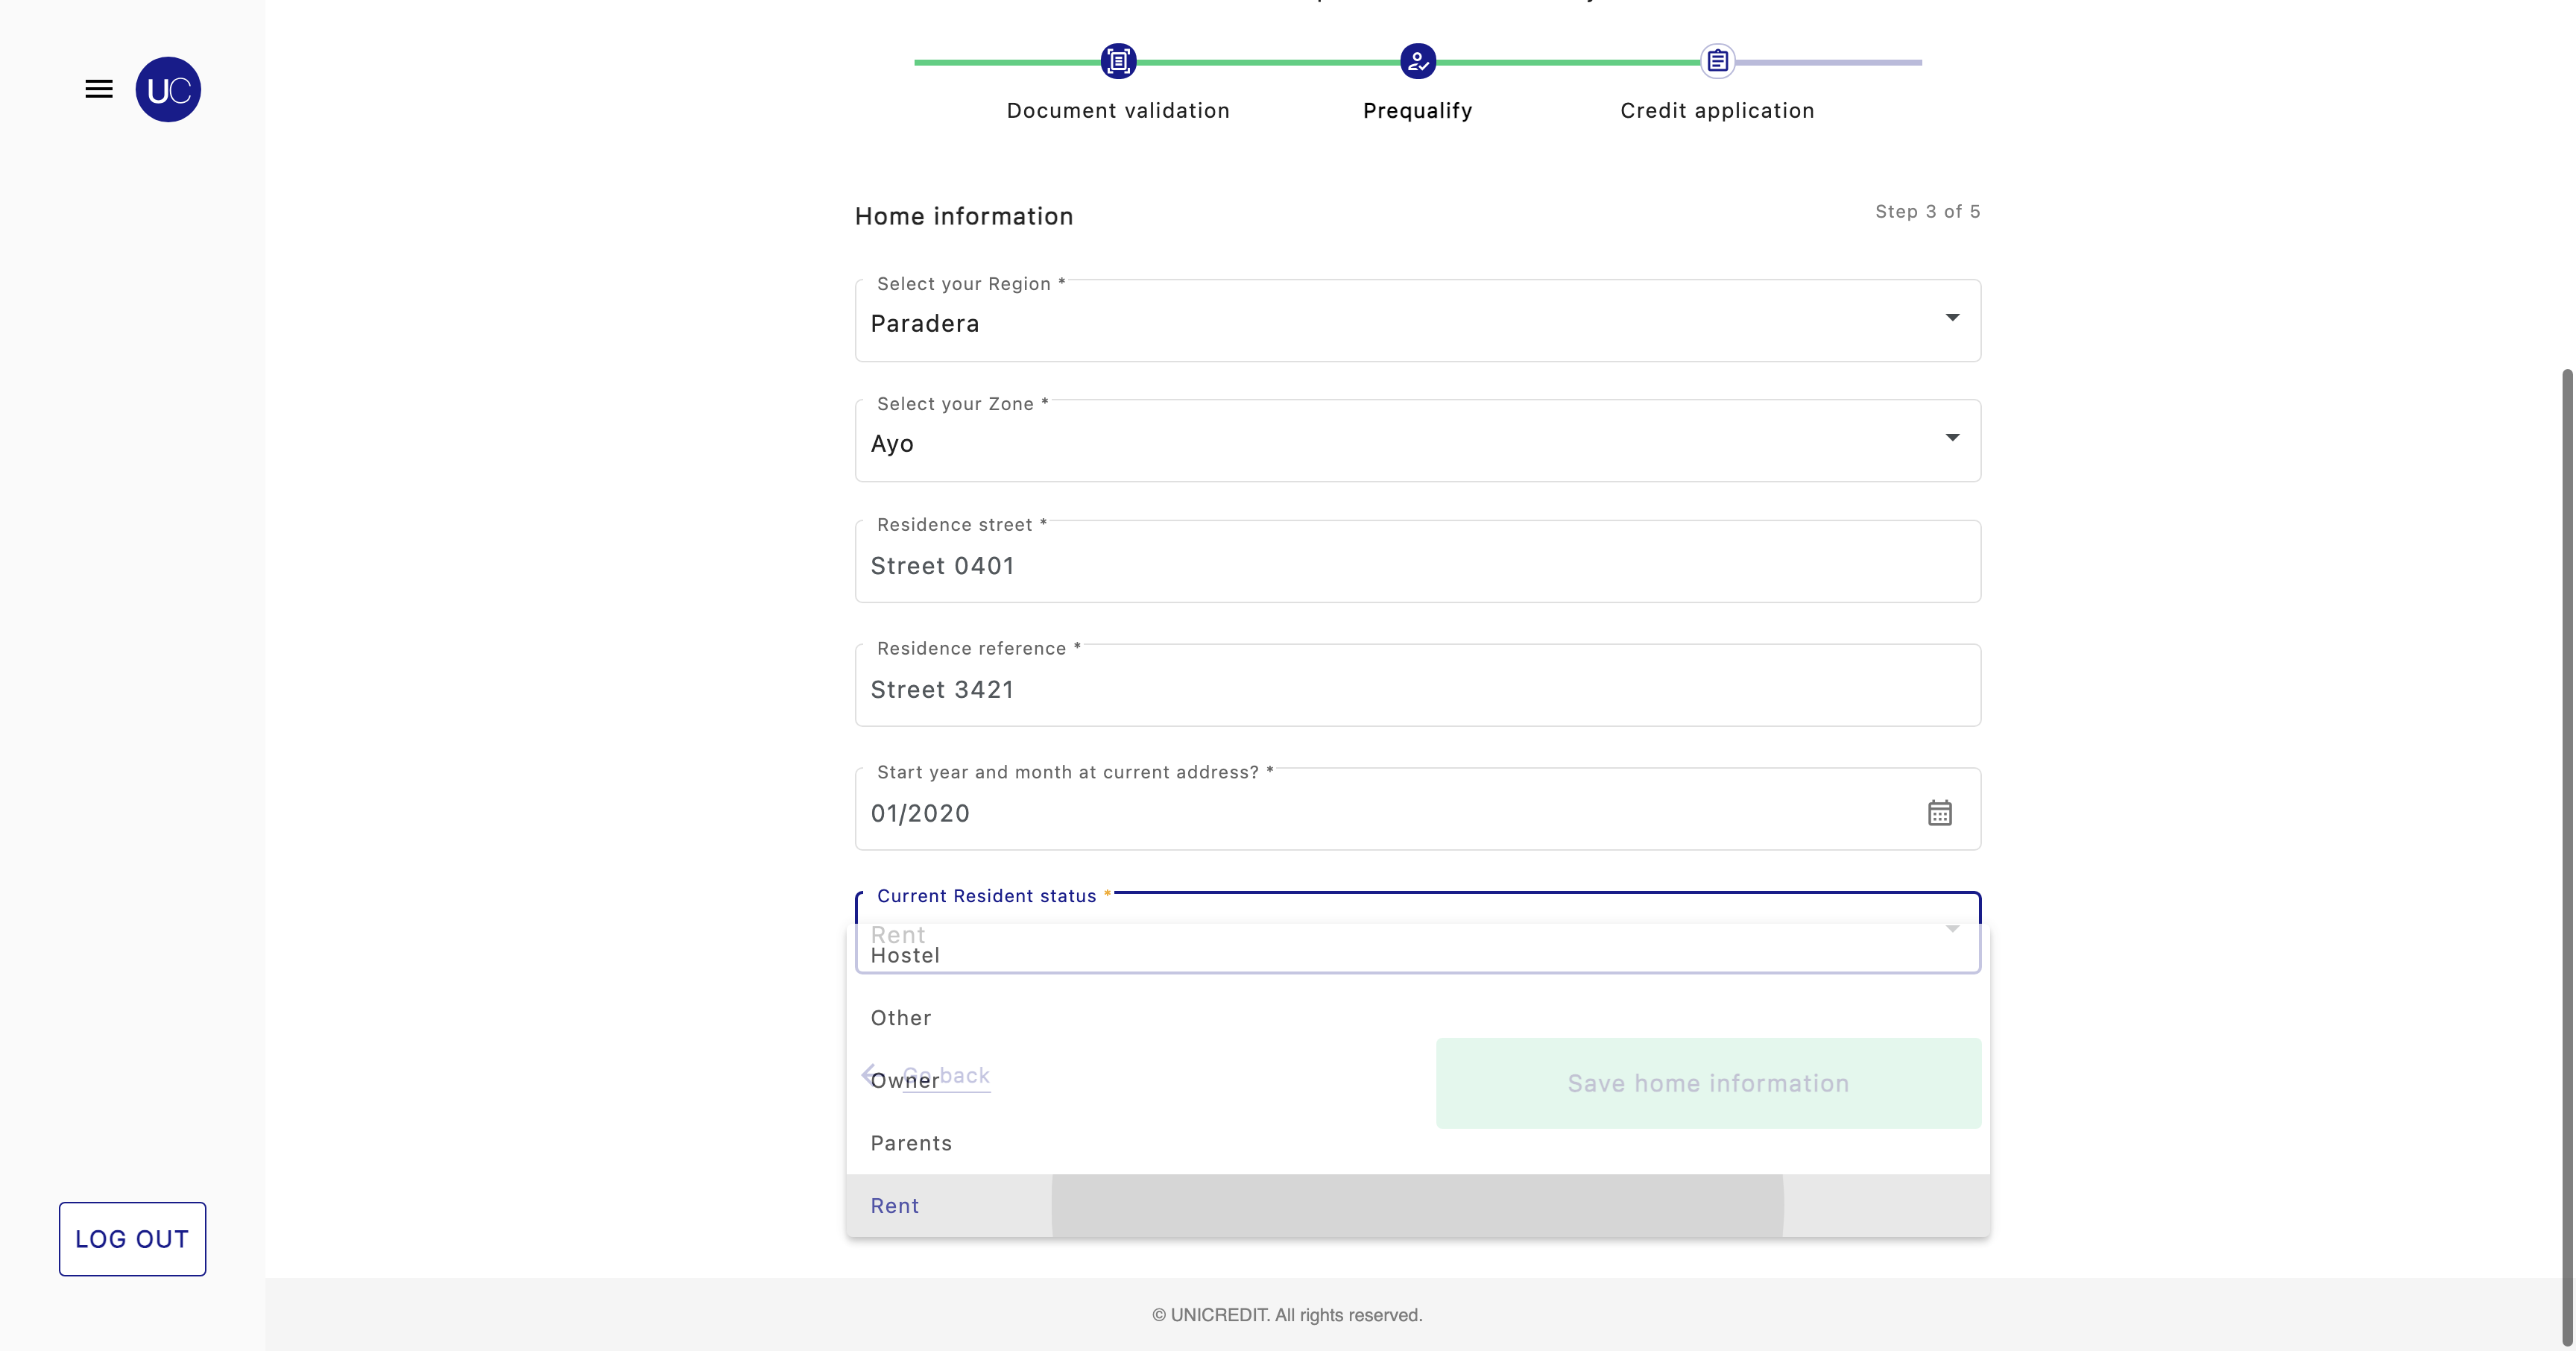 UC
Document validation
Prequalify
Credit application
Home information
Step 3 of 5
Select your Region *
Paradera
Select your Zone *
Ayo
Residence street *
Street 0401
Residence reference *
Street 3421
Start year and month at current address? *
01/2020
Current Resident status *
Rent
Hostel
Other
Go back
Owner
Save home information
Parents
Rent
LOG OUT
© UNICREDIT. All rights reserved.